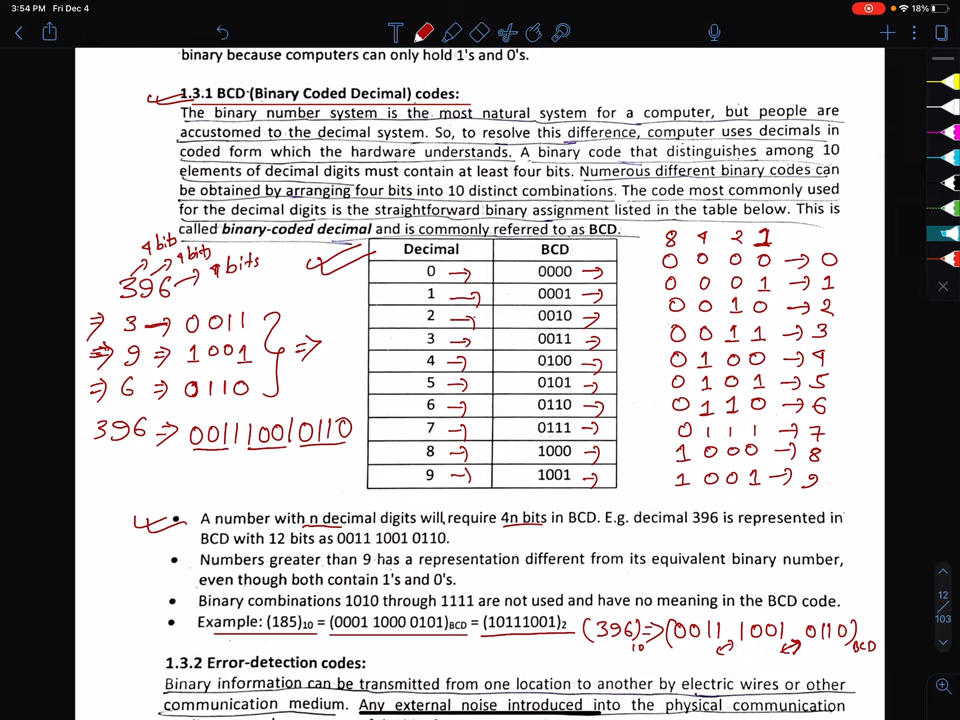 3:54 PM Fri Dec 4
18%
binary because computers can only hold 1's and 0's.
1.3.1 BCD (Binary Coded Decimal) codes:
The binary number system is the most natural system for a computer, but people are
accustomed to the decimal system. So, to resolve this difference, computer uses decimals in
coded form which the hardware understands. A binary code that distinguishes among 10
elements of decimal digits must contain at least four bits. Numerous different binary codes can
be obtained by arranging four bits into 10 distinct combinations. The code most commonly used
for the decimal digits is the straightforward binary assignment listed in the table below. This is
called binary-coded decimal and is commonly referred to as BCD.
4 bit
4 bit)
396 → 4 bits
⇒ 3 → 0011
⇒ 9 ⇒ 1001
⇒ 6 ⇒ 0110
⇒
396 ⇒ 001110010110
Decimal BCD
0 → 0000 →
1 → 0001 →
2 → 0010 →
3 → 0011 →
4 → 0100 →
5 → 0101 →
6 → 0110 →
7 → 0111 →
8 → 1000 →
9 → 1001 →
8 4 2 1
0 0 0 0 → 0
0 0 0 1 → 1
0 0 1 0 → 2
0 0 1 1 → 3
0 1 0 0 → 4
0 1 0 1 → 5
0 1 1 0 → 6
0 1 1 1 → 7
1 0 0 0 → 8
1 0 0 1 → 9
• A number with n decimal digits will require 4n bits in BCD. E.g. decimal 396 is represented in
BCD with 12 bits as 0011 1001 0110.
• Numbers greater than 9 has a representation different from its equivalent binary number,
even though both contain 1's and 0's.
• Binary combinations 1010 through 1111 are not used and have no meaning in the BCD code.
• Example: (185)10 = (0001 1000 0101)BCD = (10111001)2
(396)10 ⇒ (0011 1001 0110)BCD
1.3.2 Error-detection codes:
Binary information can be transmitted from one location to another by electric wires or other
communication medium. Any external noise introduced into the physical communication
12
103